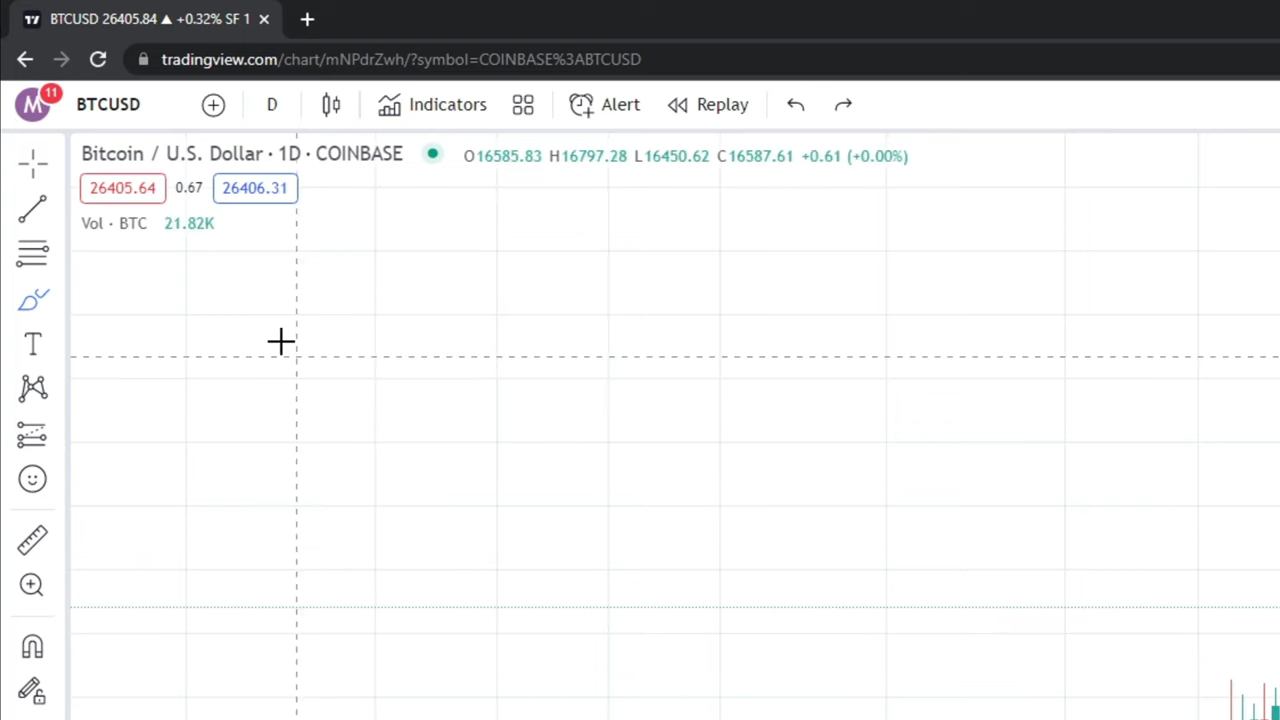 BTCUSD 26405.84 ▲ +0.32% SF 1
tradingview.com/chart/mNPdrZwh/?symbol=COINBASE%3ABTCUSD
M 11 BTCUSD D Indicators Alert Replay
Bitcoin / U.S. Dollar · 1D · COINBASE O16585.83 H16797.28 L16450.62 C16587.61 +0.61 (+0.00%)
26405.64 0.67 26406.31
Vol · BTC 21.82K